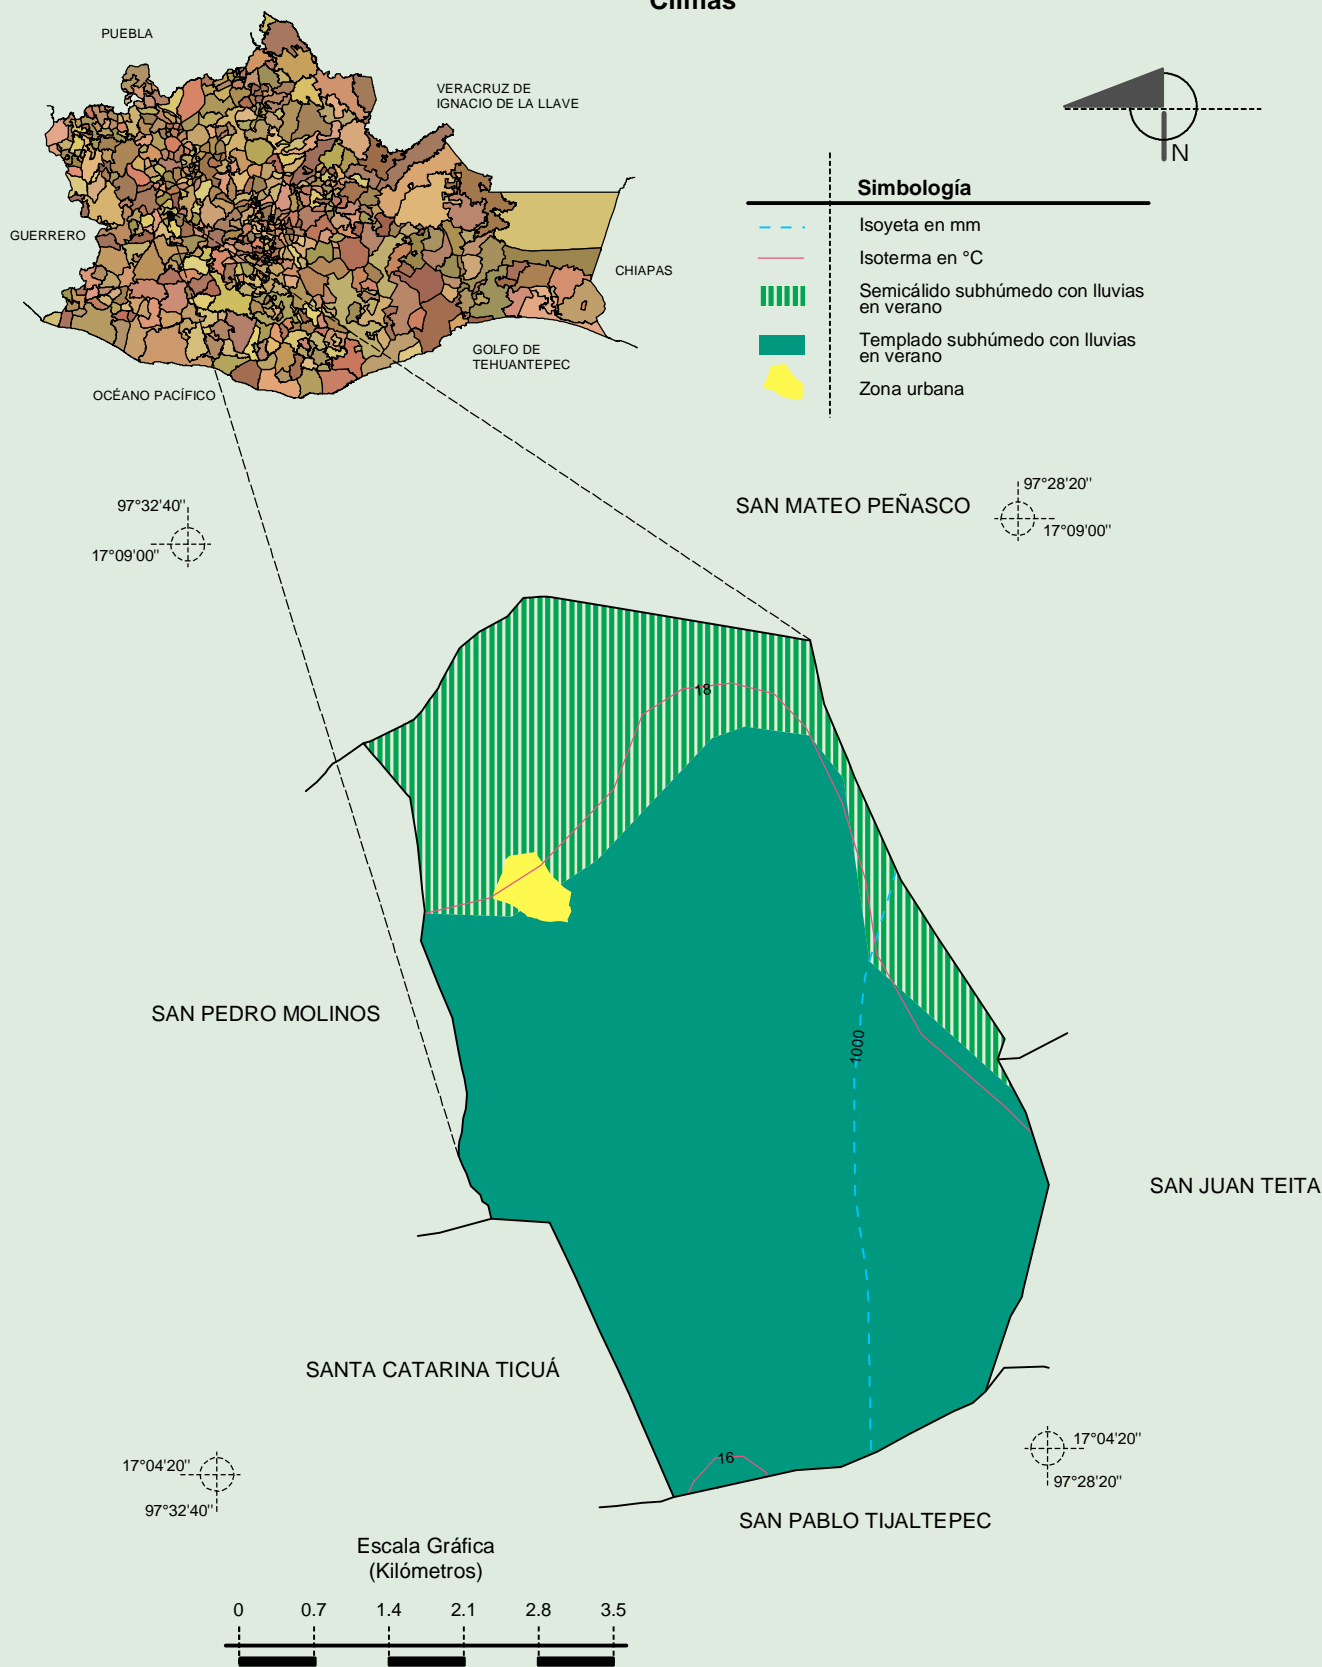 Climas
PUEBLA
VERACRUZ DE
IGNACIO DE LA LLAVE
GUERRERO
CHIAPAS
GOLFO DE
TEHUANTEPEC
OCÉANO PACÍFICO
N
Simbología
Isoyeta en mm
Isoterma en °C
Semicálido subhúmedo con lluvias
en verano
Templado subhúmedo con lluvias
en verano
Zona urbana
97°32'40"
17°09'00"
SAN MATEO PEÑASCO
97°28'20"
17°09'00"
18
SAN PEDRO MOLINOS
1000
SAN JUAN TEITA
SANTA CATARINA TICUÁ
17°04'20"
97°32'40"
16
17°04'20"
97°28'20"
SAN PABLO TIJALTEPEC
Escala Gráfica
(Kilómetros)
0 0.7 1.4 2.1 2.8 3.5